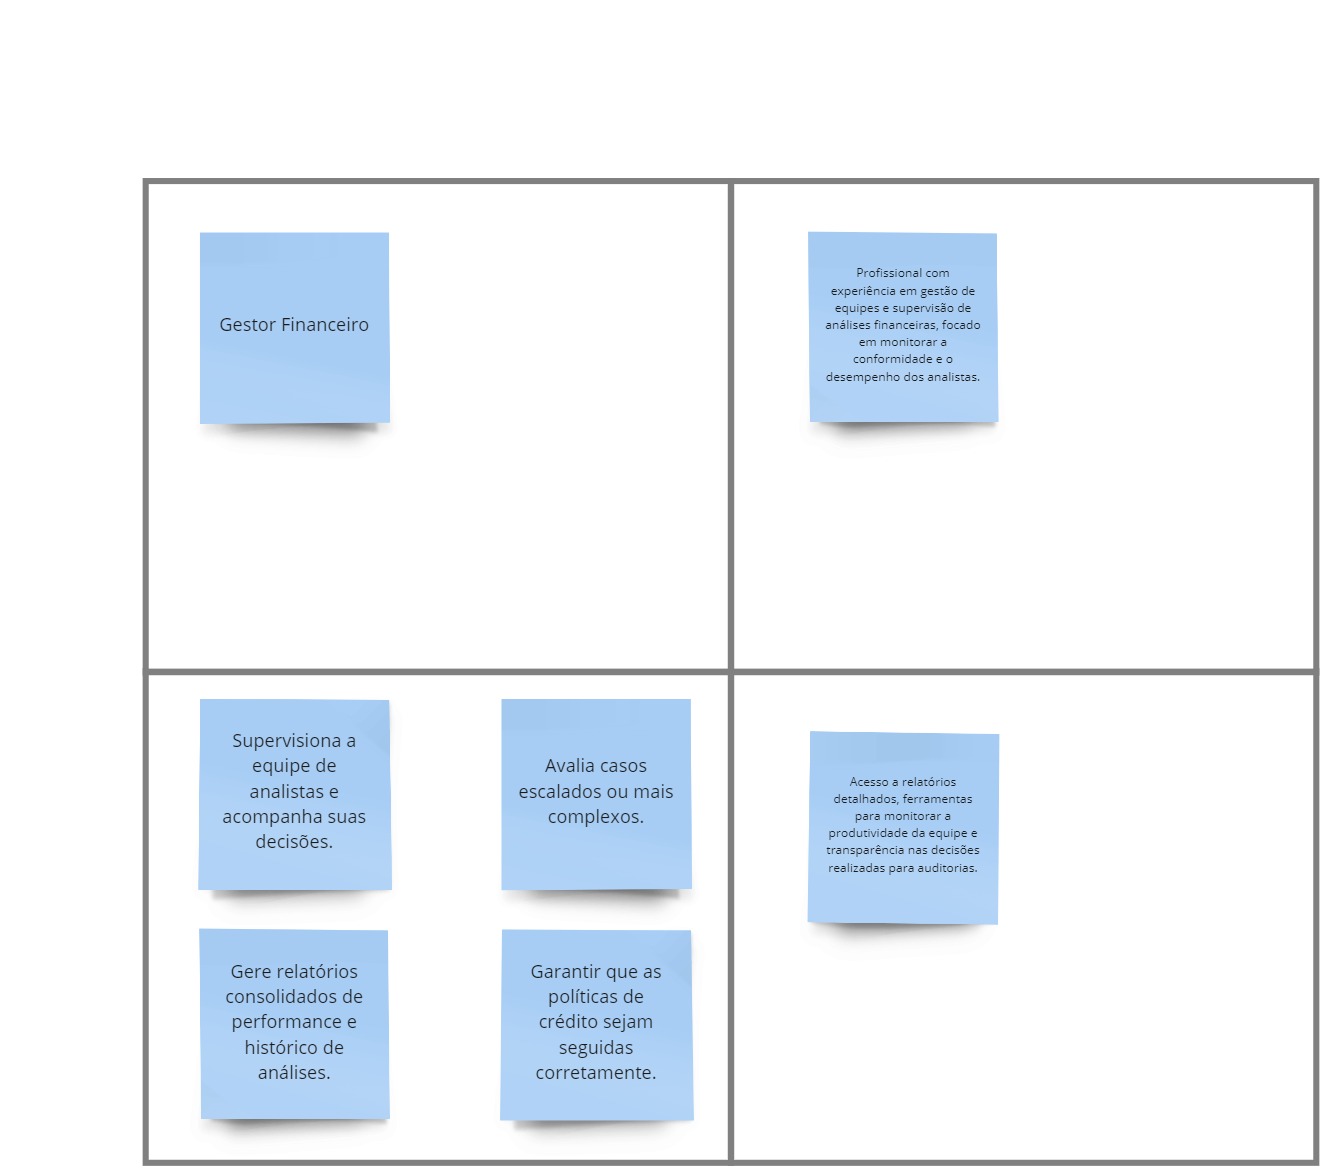 Gestor Financeiro
Profissional com
experiência em gestão de
equipes e supervisão de
análises financeiras, focado
em monitorar a
conformidade e o
desempenho dos analistas.
Supervisiona a
equipe de
analistas e
acompanha suas
decisões.
Avalia casos
escalados ou mais
complexos.
Gere relatórios
consolidados de
performance e
histórico de
análises.
Garantir que as
políticas de
crédito sejam
seguidas
corretamente.
Acesso a relatórios
detalhados, ferramentas
para monitorar a
produtividade da equipe e
transparência nas decisões
realizadas para auditorias.